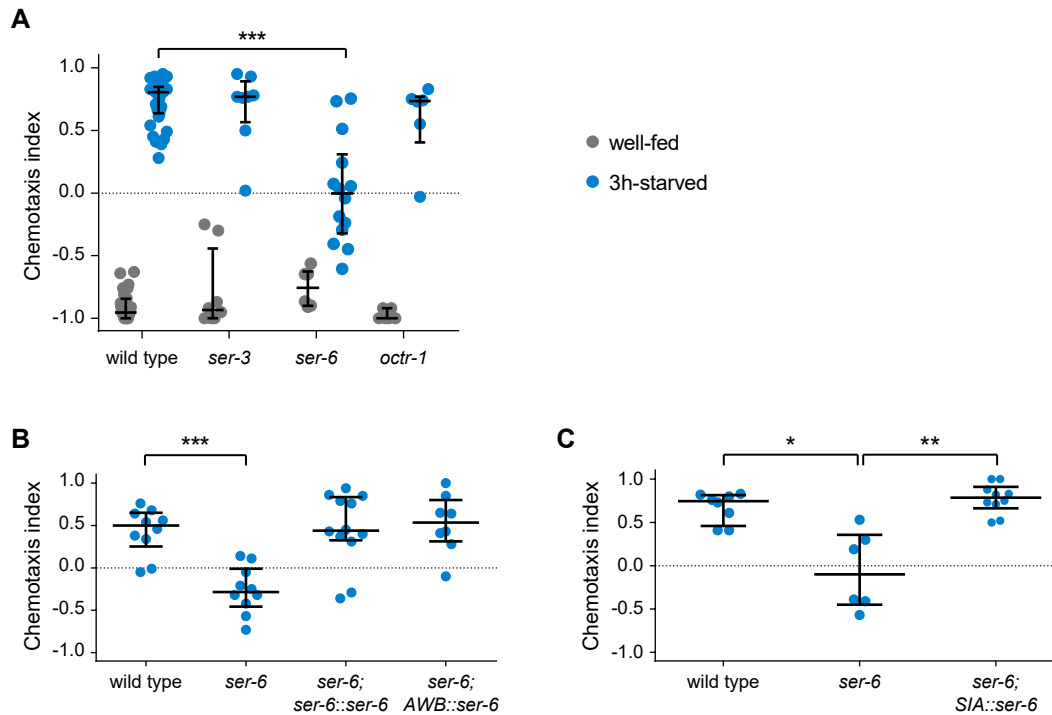 A
***
1.0
0.5
0.0
-0.5
-1.0
Chemotaxis index
wild type ser-3 ser-6 octr-1
well-fed
3h-starved
B
***
1.0
0.5
0.0
-0.5
-1.0
Chemotaxis index
wild type ser-6 ser-6; ser-6;
ser-6::ser-6 AWB::ser-6
C
* **
1.0
0.5
0.0
-0.5
-1.0
Chemotaxis index
wild type ser-6 ser-6;
SIA::ser-6